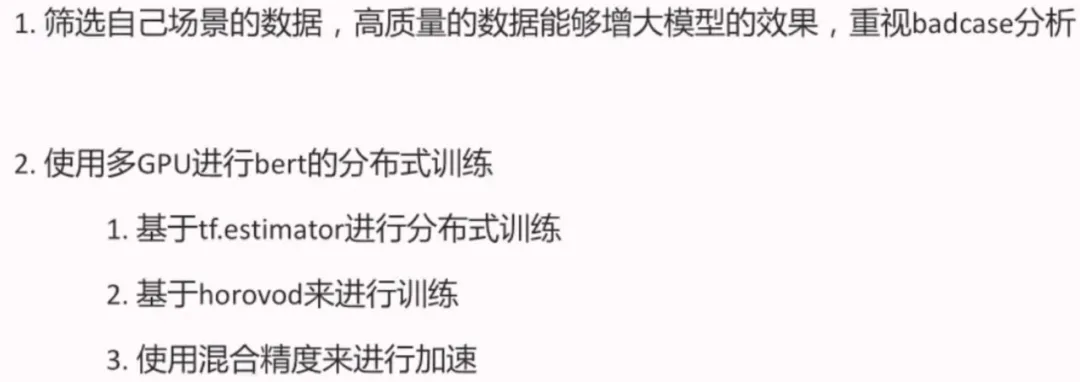 1. 筛选自己场景的数据，高质量的数据能够增大模型的效果，重视badcase分析
2. 使用多GPU进行bert的分布式训练
1. 基于tf.estimator进行分布式训练
2. 基于horovod来进行训练
3. 使用混合精度来进行加速